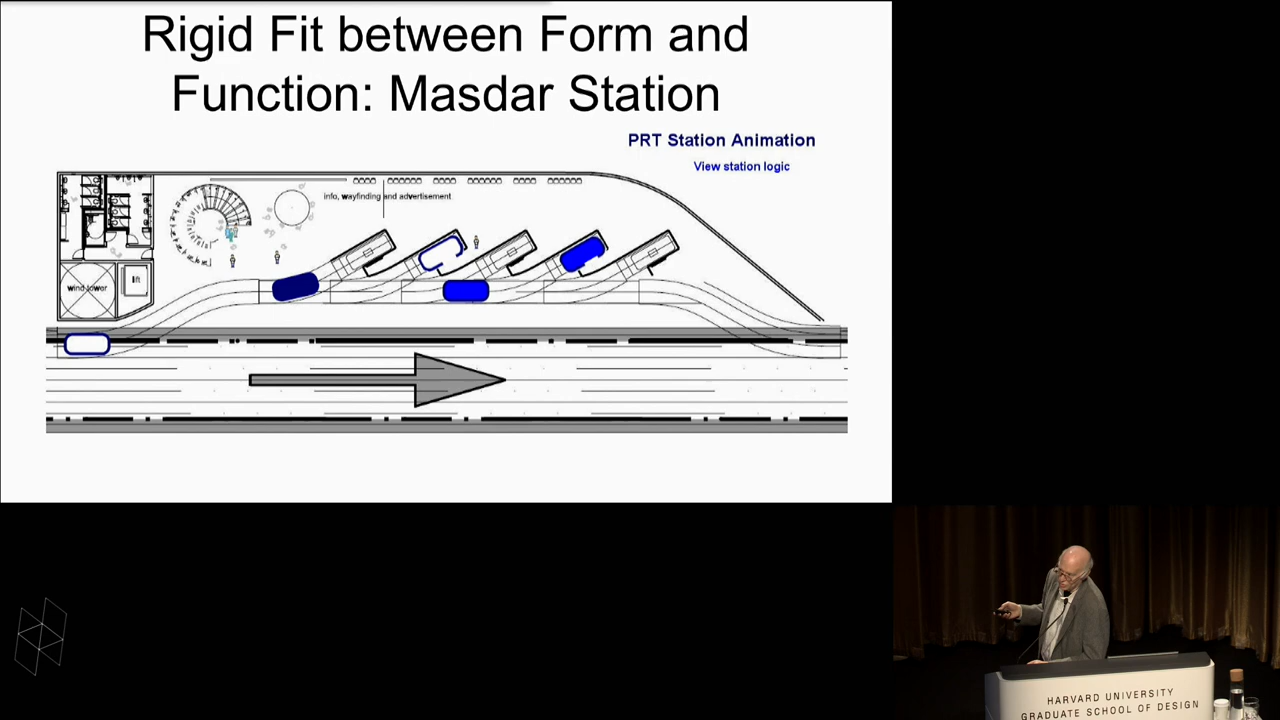 Rigid Fit between Form and
Function: Masdar Station
PRT Station Animation
View station logic
info, wayfinding and advertisement
wind tower
lift
HARVARD UNIVERSITY
GRADUATE SCHOOL OF DESIGN